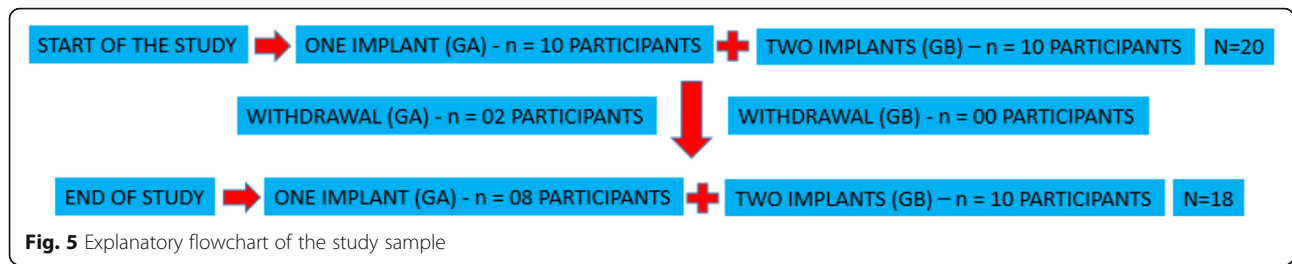 START OF THE STUDY ONE IMPLANT (GA) - n = 10 PARTICIPANTS TWO IMPLANTS (GB) – n = 10 PARTICIPANTS N=20
WITHDRAWAL (GA) - n = 02 PARTICIPANTS WITHDRAWAL (GB) - n = 00 PARTICIPANTS
END OF STUDY ONE IMPLANT (GA) - n = 08 PARTICIPANTS TWO IMPLANTS (GB) – n = 10 PARTICIPANTS N=18
Fig. 5 Explanatory flowchart of the study sample